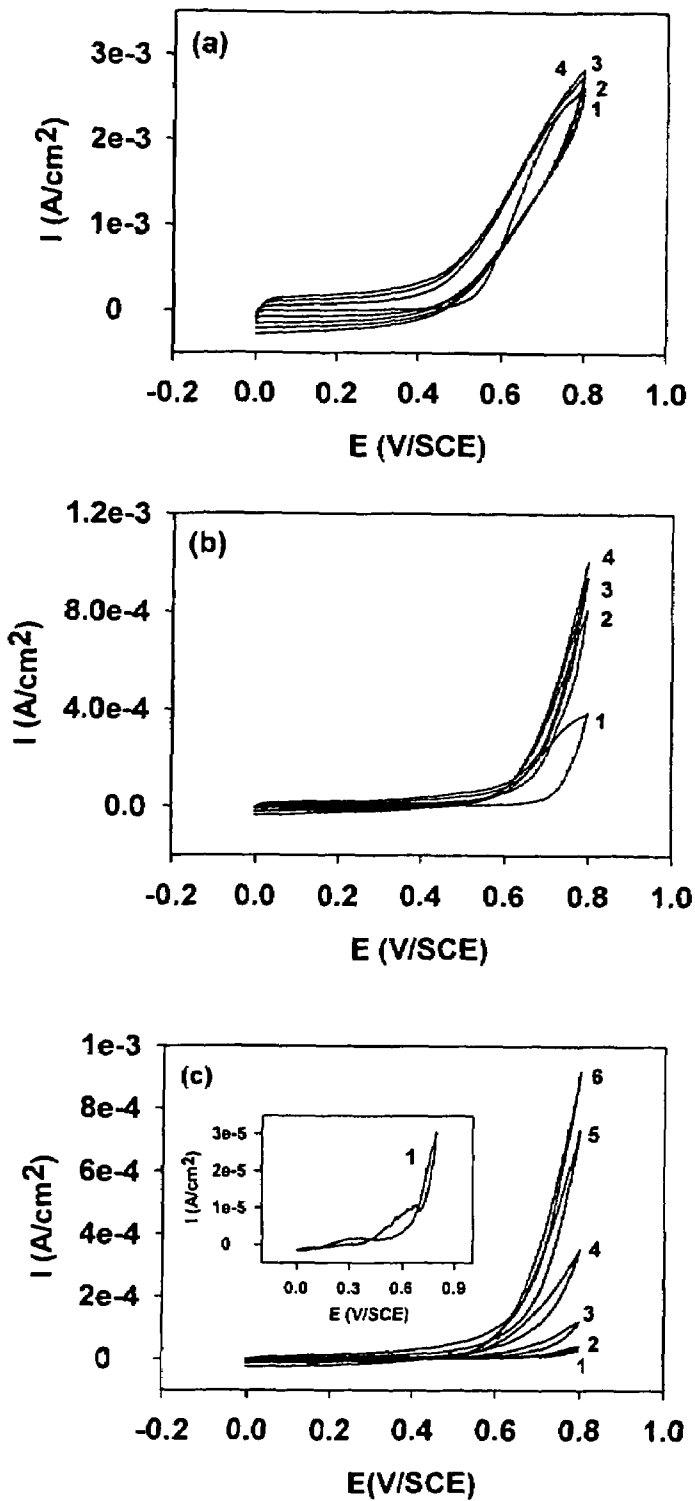 (a)
I (A/cm2)
3e-3
2e-3
1e-3
0
4 3
2
1
-0.2 0.0 0.2 0.4 0.6 0.8 1.0
E (V/SCE)
(b)
I (A/cm2)
1.2e-3
8.0e-4
4.0e-4
0.0
4
3
2
1
-0.2 0.0 0.2 0.4 0.6 0.8 1.0
E (V/SCE)
(c)
I (A/cm2)
1e-3
8e-4
6e-4
4e-4
2e-4
0
6
5
4
3
2
1
I (A/cm2)
3e-5
2e-5
1e-5
0
1
0.0 0.3 0.6 0.9
E (V/SCE)
-0.2 0.0 0.2 0.4 0.6 0.8 1.0
E(V/SCE)